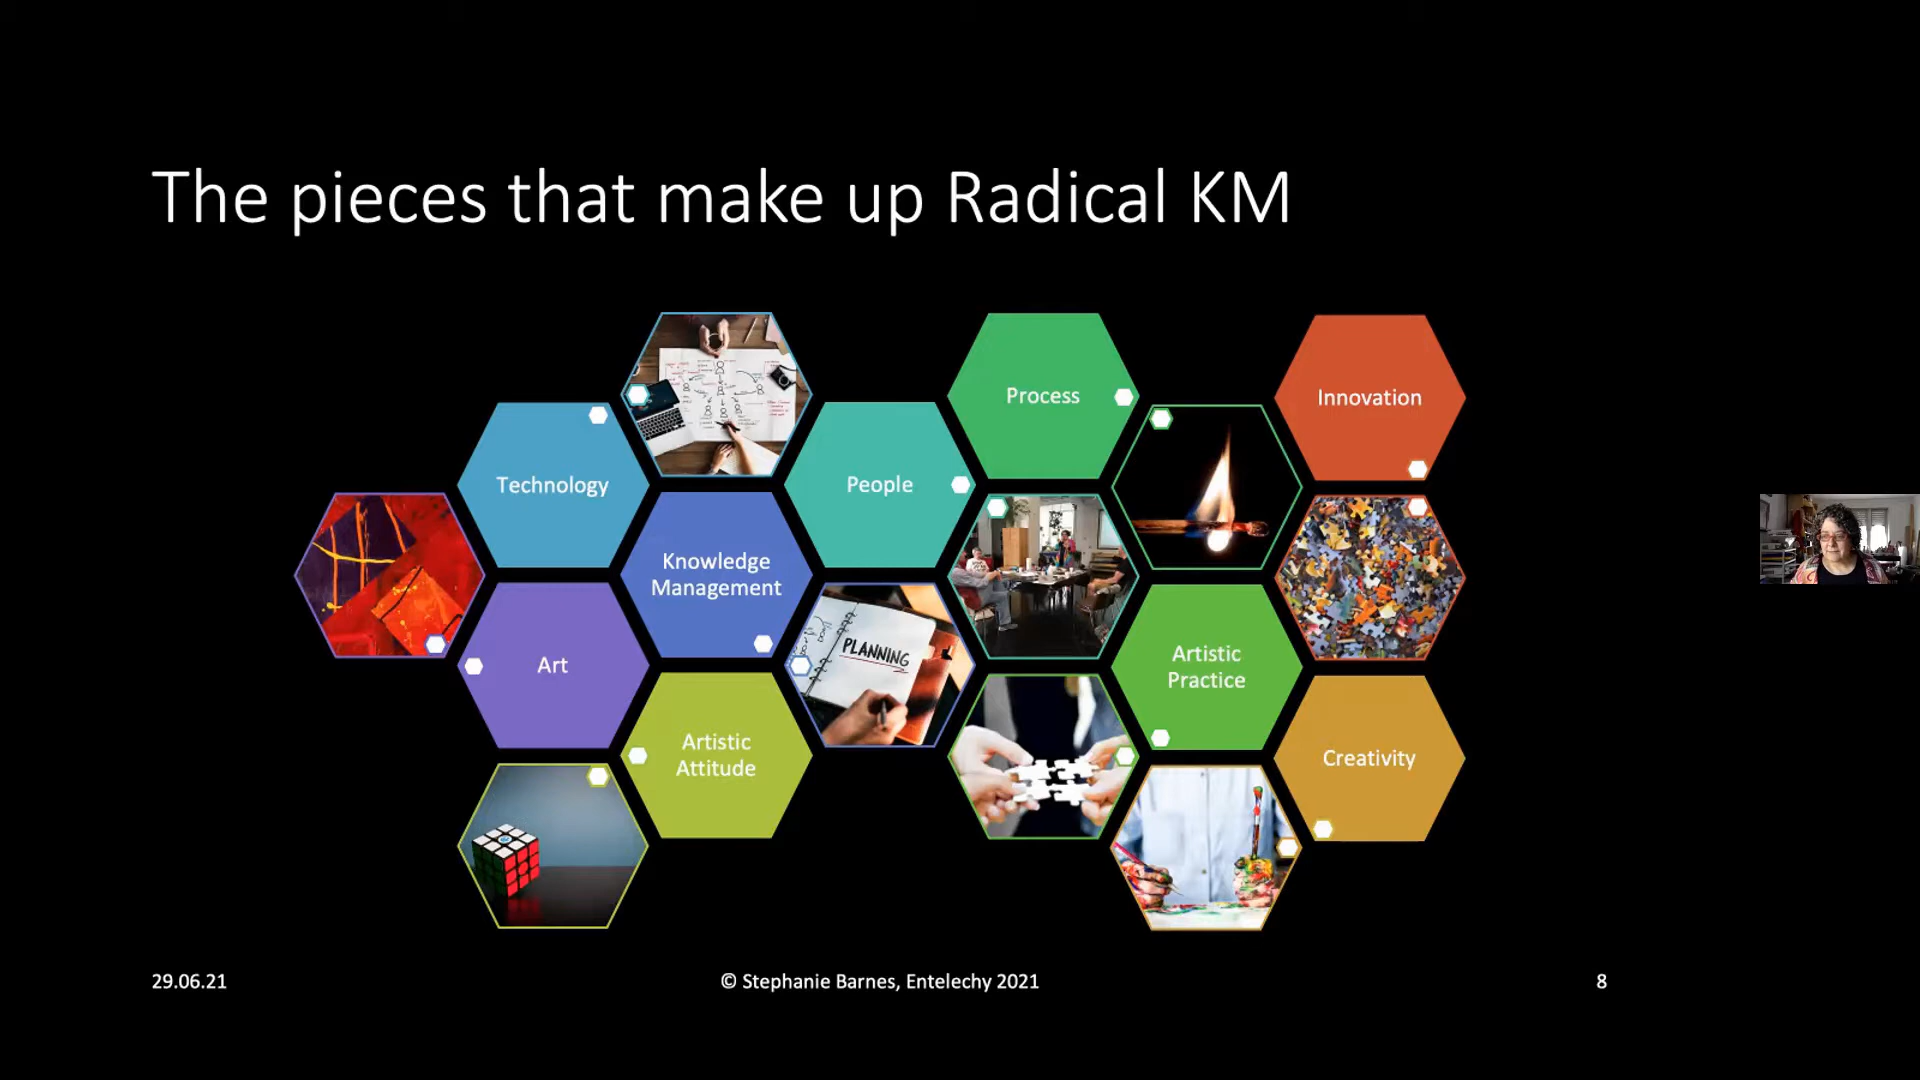 The pieces that make up Radical KM
Process
Innovation
Technology
People
Knowledge
Management
PLANNING
Art
Artistic
Practice
Artistic
Attitude
Creativity
29.06.21
© Stephanie Barnes, Entelechy 2021
8